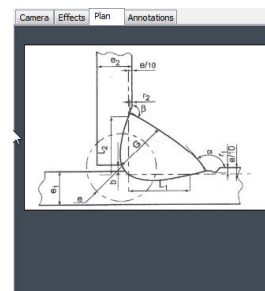 Camera Effects Plan Annotations
e2 e/10
r2
β
L2 G α r1 e/10
e1 b L1
e